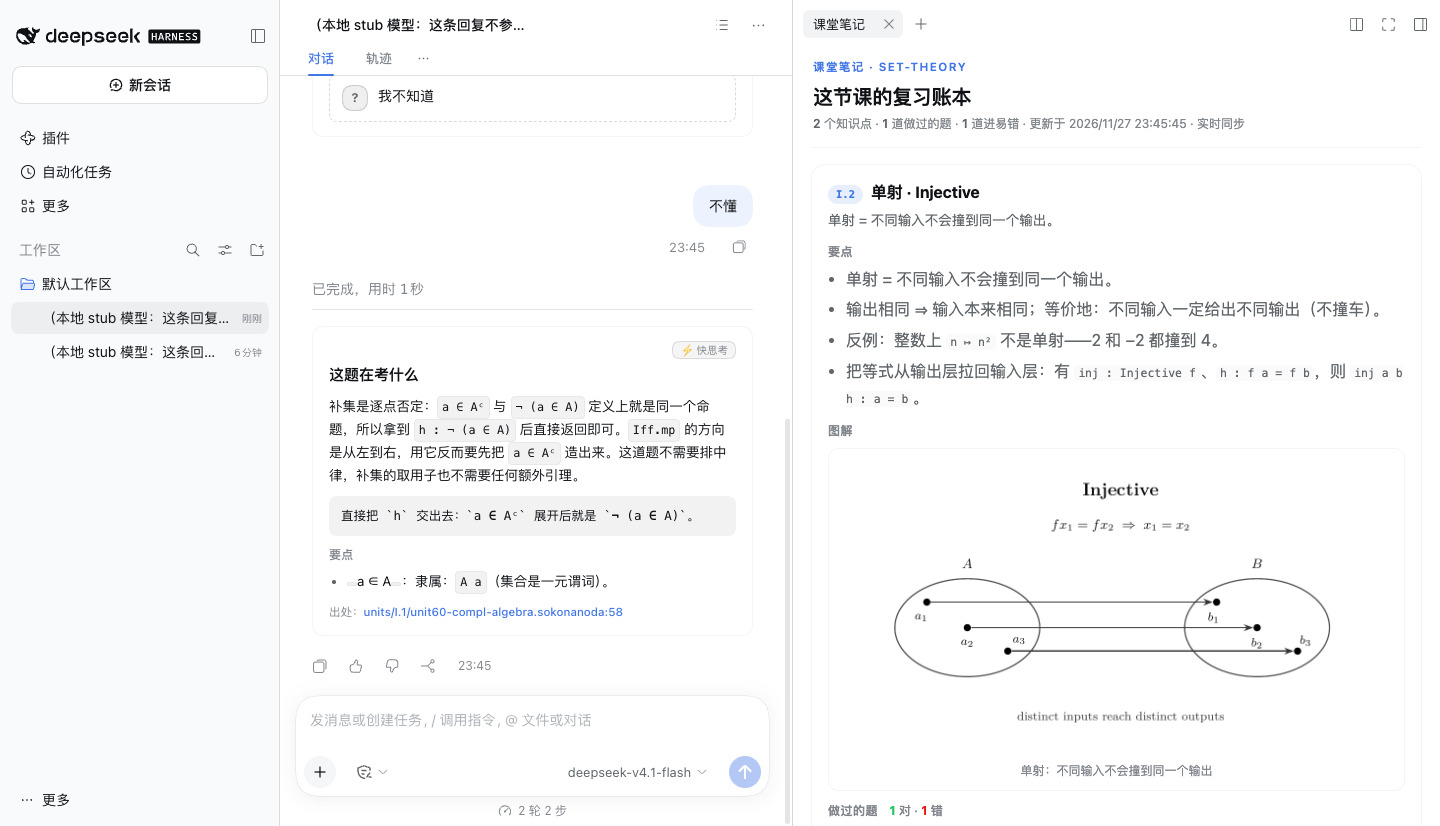 deepseek HARNESS
新会话
插件
自动化任务
更多
工作区
默认工作区
（本地 stub 模型：这条回复... 刚刚
（本地 stub 模型：这条回... 6 分钟
更多
（本地 stub 模型：这条回复不参...
对话 轨迹
? 我不知道
不懂
23:45
已完成，用时 1 秒
⚡ 快思考
这题在考什么
补集是逐点否定： a ∈ Aᶜ 与 ¬ (a ∈ A) 定义上就是同一个命
题，所以拿到 h : ¬ (a ∈ A) 后直接返回即可。 Iff.mp 的方向
是从左到右，用它反而要先把 a ∈ Aᶜ 造出来。这道题不需要排中
律，补集的取用子也不需要任何额外引理。
直接把 `h` 交出去：`a ∈ Aᶜ` 展开后就是 `¬ (a ∈ A)`。
要点
• a ∈ A ：隶属： A a （集合是一元谓词）。
出处： units/I.1/unit60-compl-algebra.sokonanoda:58
23:45
发消息或创建任务, / 调用指令, @ 文件或对话
deepseek-v4.1-flash
2 轮 2 步
课堂笔记
课堂笔记 · SET-THEORY
这节课的复习账本
2 个知识点 · 1 道做过的题 · 1 道进易错 · 更新于 2026/11/27 23:45:45 · 实时同步
I.2 单射 · Injective
单射 = 不同输入不会撞到同一个输出。
要点
• 单射 = 不同输入不会撞到同一个输出。
• 输出相同 ⇒ 输入本来相同；等价地：不同输入一定给出不同输出（不撞车）。
• 反例：整数上 n ↦ n² 不是单射——2 和 −2 都撞到 4。
• 把等式从输出层拉回输入层：有 inj : Injective f 、 h : f a = f b ，则 inj a b
h : a = b 。
图解
Injective
fx₁ = fx₂ ⇒ x₁ = x₂
A B
a₁ b₁
a₂ b₂
a₃ b₃
distinct inputs reach distinct outputs
单射：不同输入不会撞到同一个输出
做过的题 1 对 · 1 错